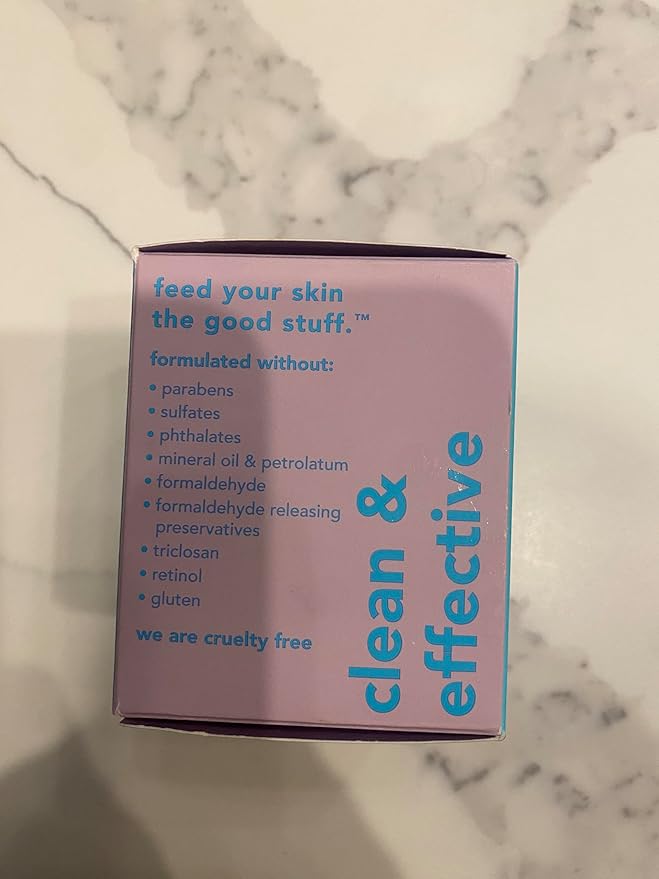 feed your skin
the good stuff.™
formulated without:
• parabens
• sulfates
• phthalates
• mineral oil & petrolatum
• formaldehyde
• formaldehyde releasing
preservatives
• triclosan
• retinol
• gluten
we are cruelty free
clean &
effective